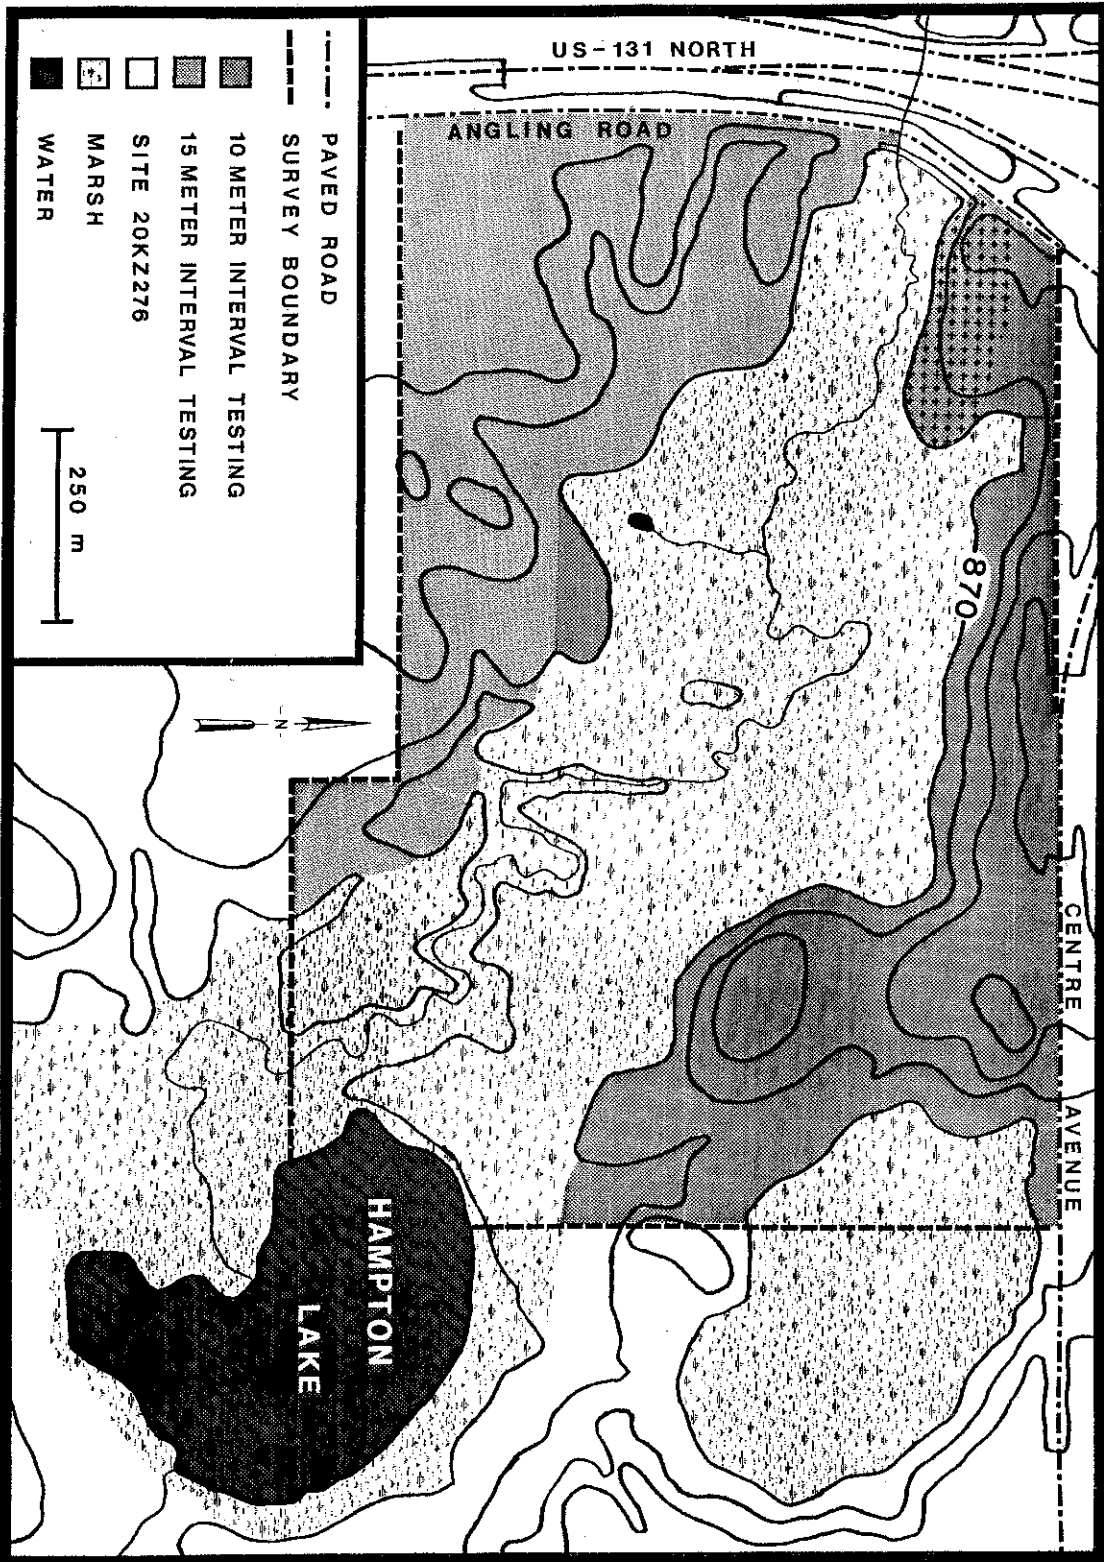 US-131 NORTH
ANGLING ROAD
CENTRE AVENUE
870
HAMPTON
LAKE
N
PAVED ROAD
SURVEY BOUNDARY
10 METER INTERVAL TESTING
15 METER INTERVAL TESTING
SITE 20KZ276
MARSH
WATER
250 m